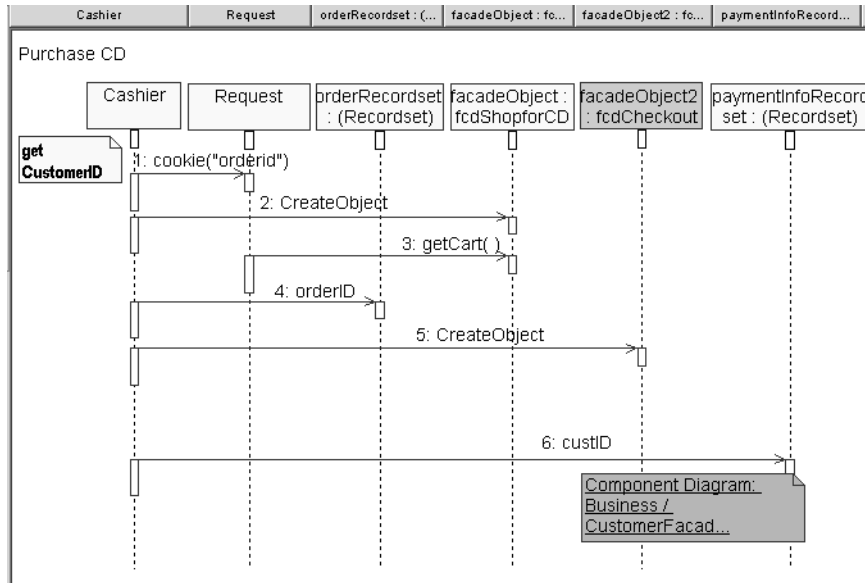 Cashier Request orderRecordset : (... facadeObject : fc... facadeObject2 : fc... paymentInfoRecord...
Purchase CD
Cashier
Request
orderRecordset
: (Recordset)
facadeObject :
fcdShopforCD
facadeObject2
: fcdCheckout
paymentInfoRecord
set : (Recordset)
get
CustomerID
1: cookie("orderid")
2: CreateObject
3: getCart( )
4: orderID
5: CreateObject
6: custID
Component Diagram:
Business /
CustomerFacad...